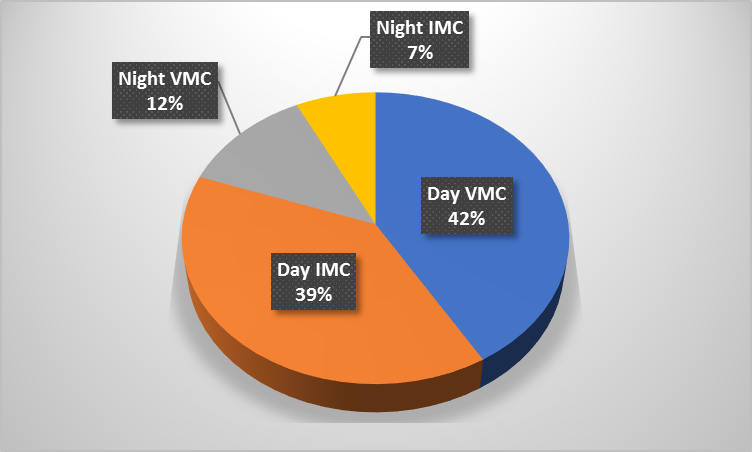 Night IMC
7%
Night VMC
12%
Day VMC
42%
Day IMC
39%